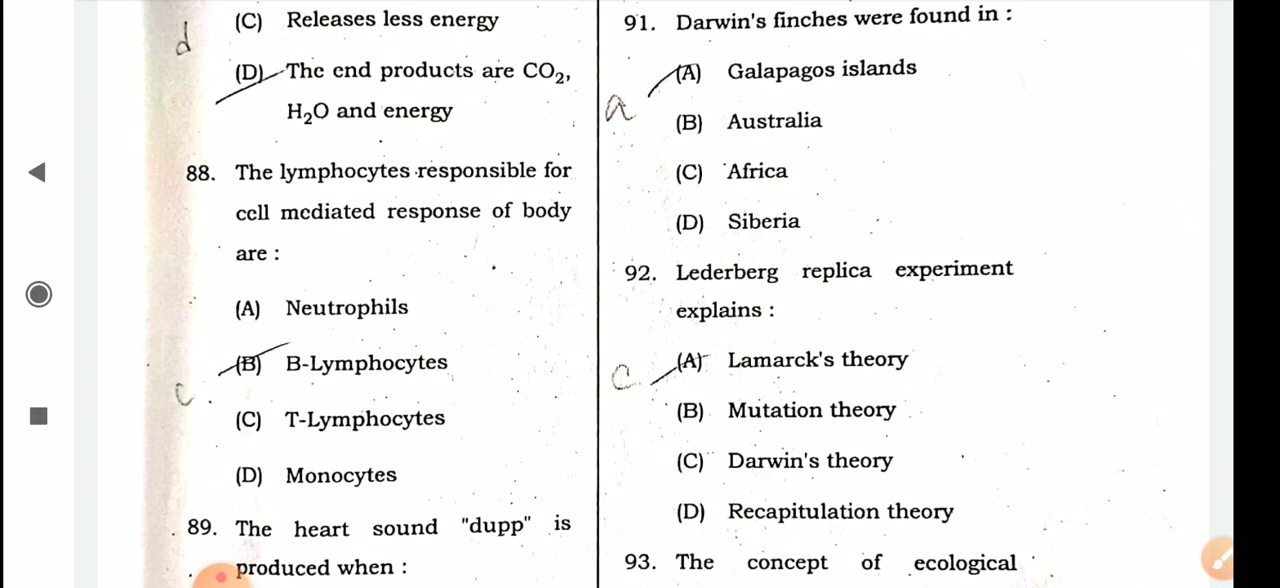 d
(C) Releases less energy
(D) The end products are CO₂,
H₂O and energy
88. The lymphocytes responsible for
cell mediated response of body
are :
(A) Neutrophils
(B) B-Lymphocytes
c
(C) T-Lymphocytes
(D) Monocytes
89. The heart sound "dupp" is
produced when :
91. Darwin's finches were found in :
(A) Galapagos islands
a
(B) Australia
(C) Africa
(D) Siberia
92. Lederberg replica experiment
explains :
(A) Lamarck's theory
c
(B) Mutation theory
(C) Darwin's theory
(D) Recapitulation theory
93. The concept of ecological